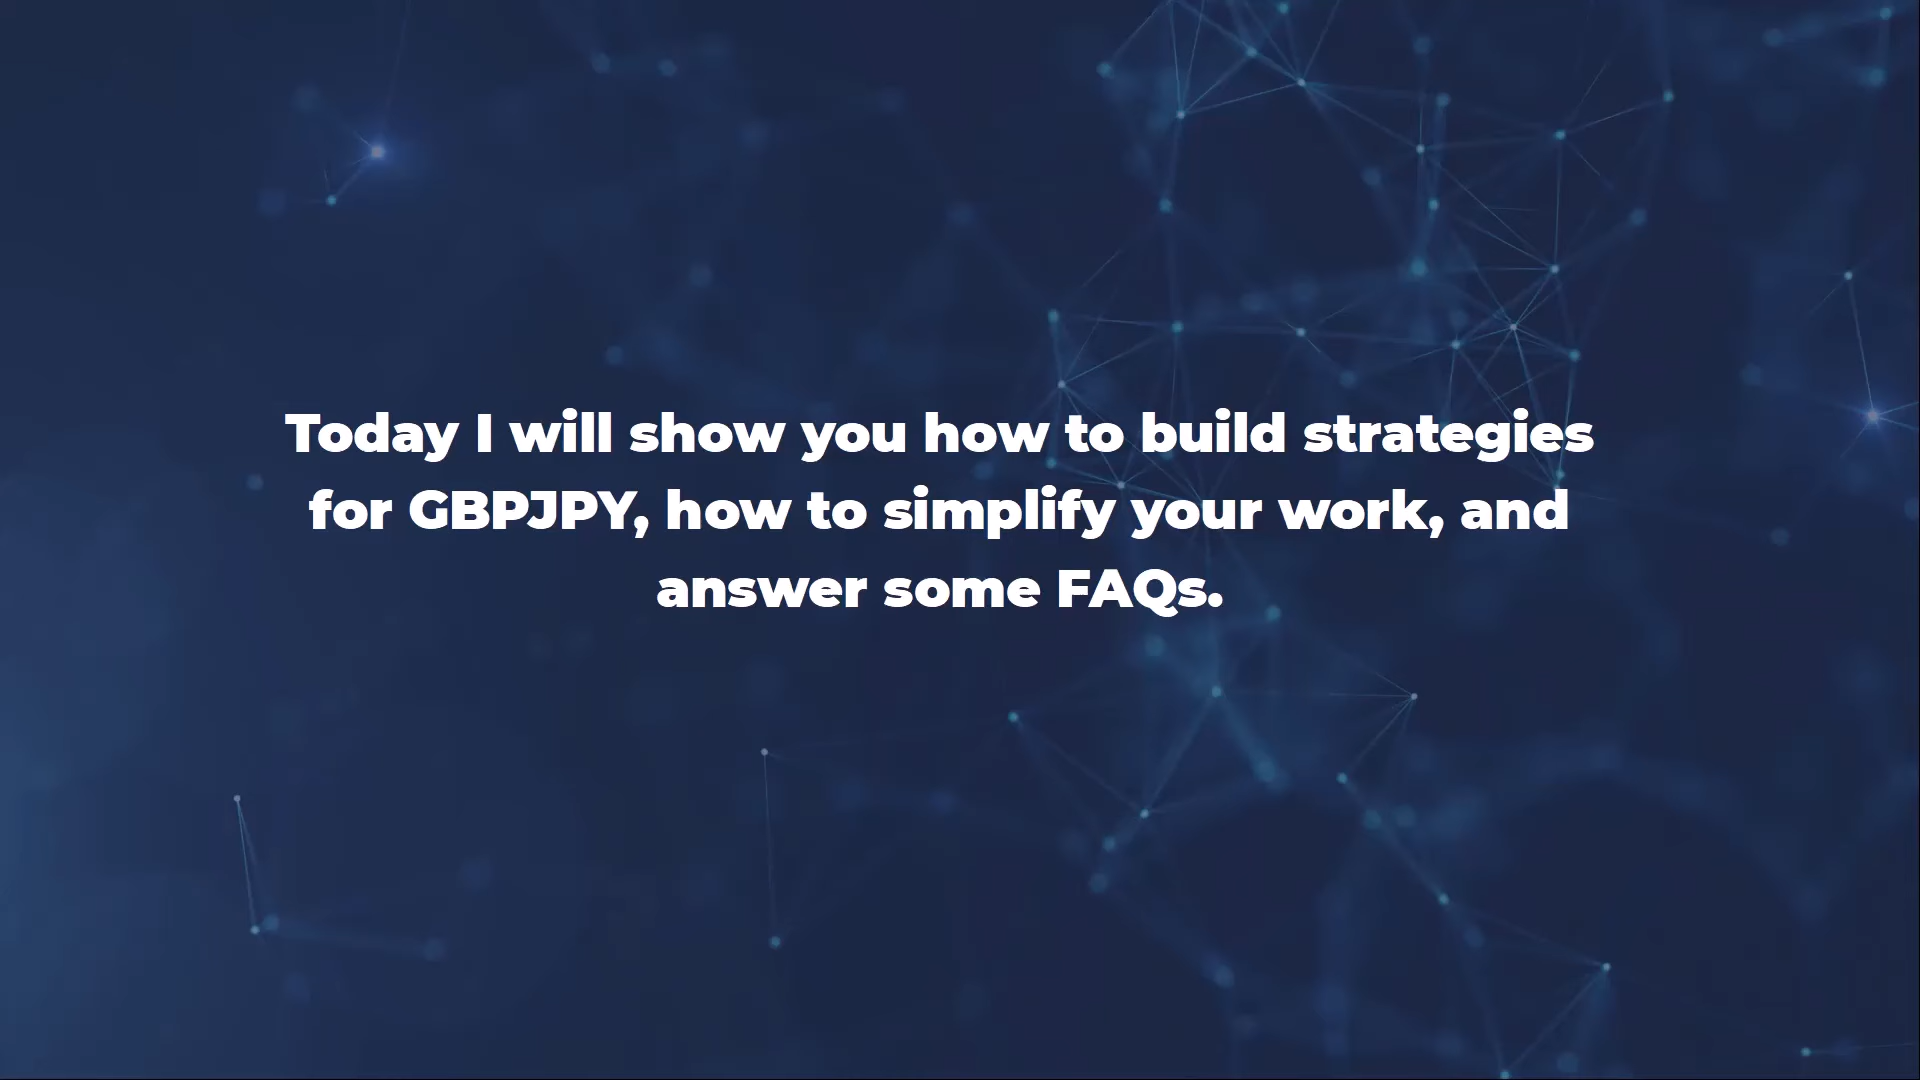 Today I will show you how to build strategies
for GBPJPY, how to simplify your work, and
answer some FAQs.